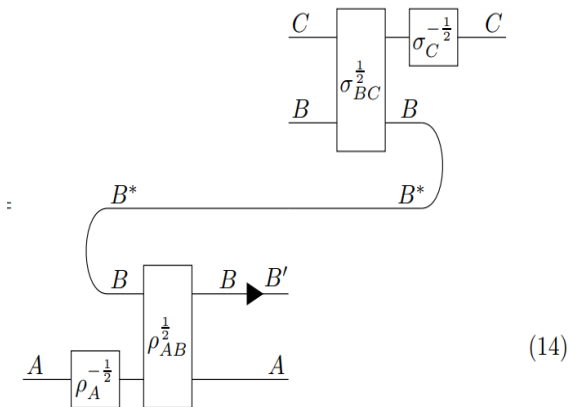 C C
σ_C^{-1/2}
σ_{BC}^{1/2}
B B
= B* B*
B B B′
ρ_{AB}^{1/2}
(14)
A A
ρ_A^{-1/2}